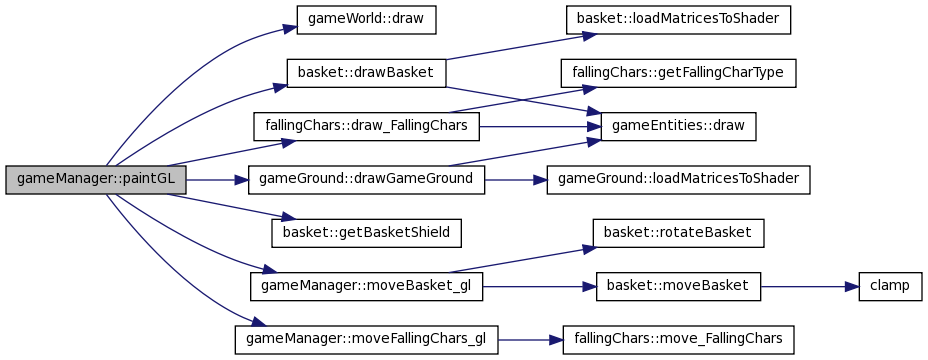 gameWorld::draw
basket::loadMatricesToShader
basket::drawBasket
fallingChars::getFallingCharType
fallingChars::draw_FallingChars
gameEntities::draw
gameManager::paintGL
gameGround::drawGameGround
gameGround::loadMatricesToShader
basket::getBasketShield
basket::rotateBasket
gameManager::moveBasket_gl
basket::moveBasket
clamp
gameManager::moveFallingChars_gl
fallingChars::move_FallingChars